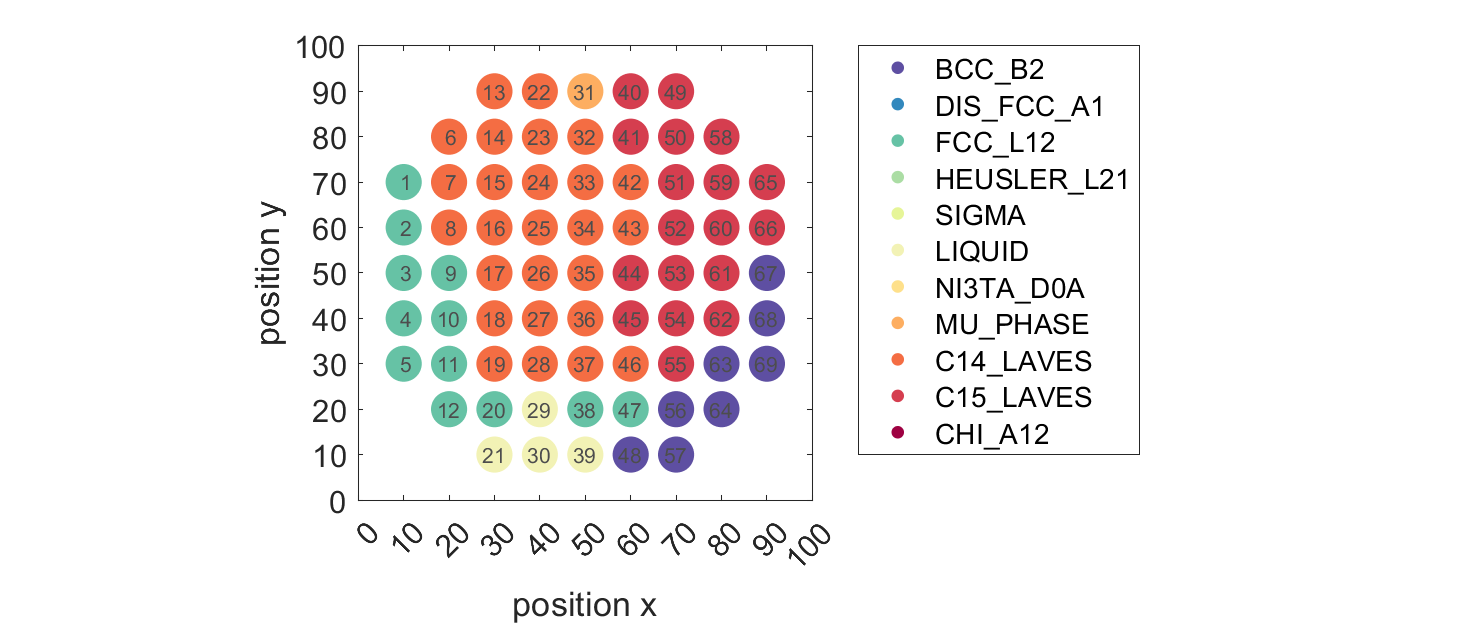 100
90
80
70
60
50
40
30
20
10
0
position y
13 22 31 40 49
6 14 23 32 41 50 58
1 7 15 24 33 42 51 59 65
2 8 16 25 34 43 52 60 66
3 9 17 26 35 44 53 61 67
4 10 18 27 36 45 54 62 68
5 11 19 28 37 46 55 63 69
12 20 29 38 47 56 64
21 30 39 48 57
0 10 20 30 40 50 60 70 80 90 100
position x
BCC_B2
DIS_FCC_A1
FCC_L12
HEUSLER_L21
SIGMA
LIQUID
NI3TA_D0A
MU_PHASE
C14_LAVES
C15_LAVES
CHI_A12